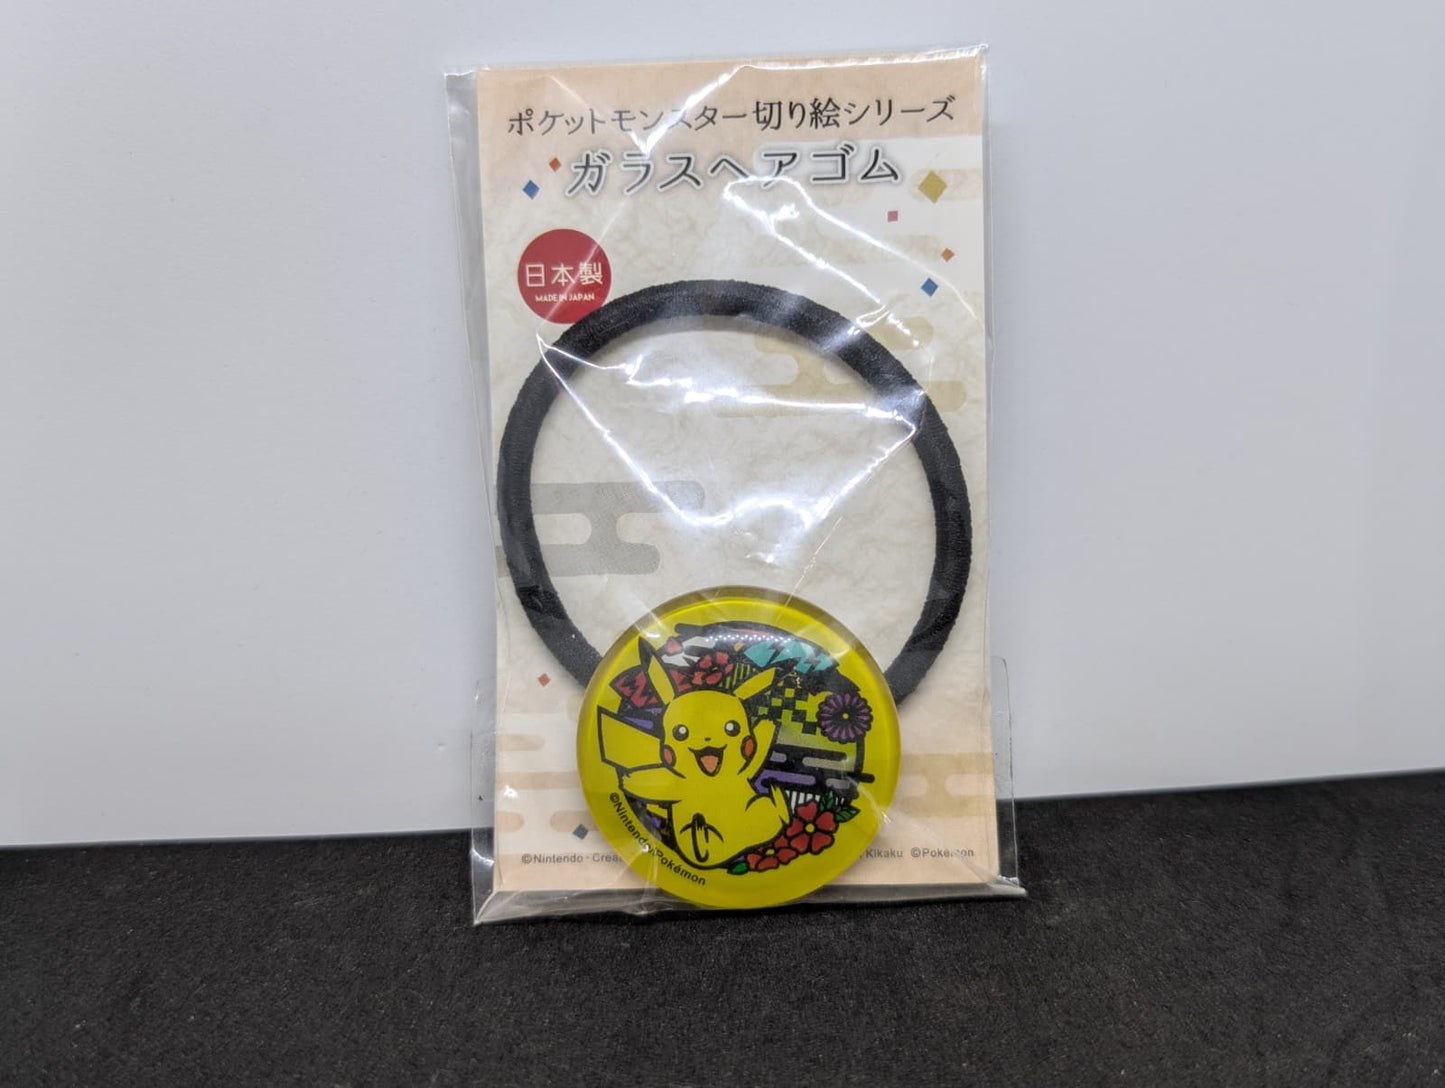 ポケットモンスター切り絵シリーズ
ガラスヘアゴム
日本製
MADE IN JAPAN
©Nintendo/Pokémon
©Nintendo・Crea
Kikaku ©Pokémon